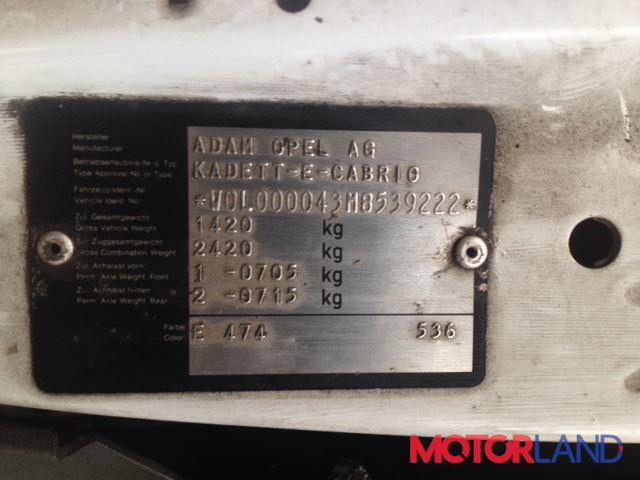 Hersteller
Manufacturer
ADAM OPEL AG
Betriebserlaubnis-Nr o. Typ
Type Approval No or Type
KADETT-E-CABRIO
Fahrzeug-Ident.-Nr
Vehicle Ident. No.
*W0L000043M8539222*
Zul. Gesamtgewicht
Gross Vehicle Weight
1420 kg
Zul. Zuggesamtgewicht
Gross Combination Weight
2420 kg
Zul. Achslast vorn
Perm. Axle Weight Front
1 -0705 kg
Zul. Achslast hinten
Perm. Axle Weight Rear
2 -0715 kg
Farbe
Color
E 474 536
MOTORLAND